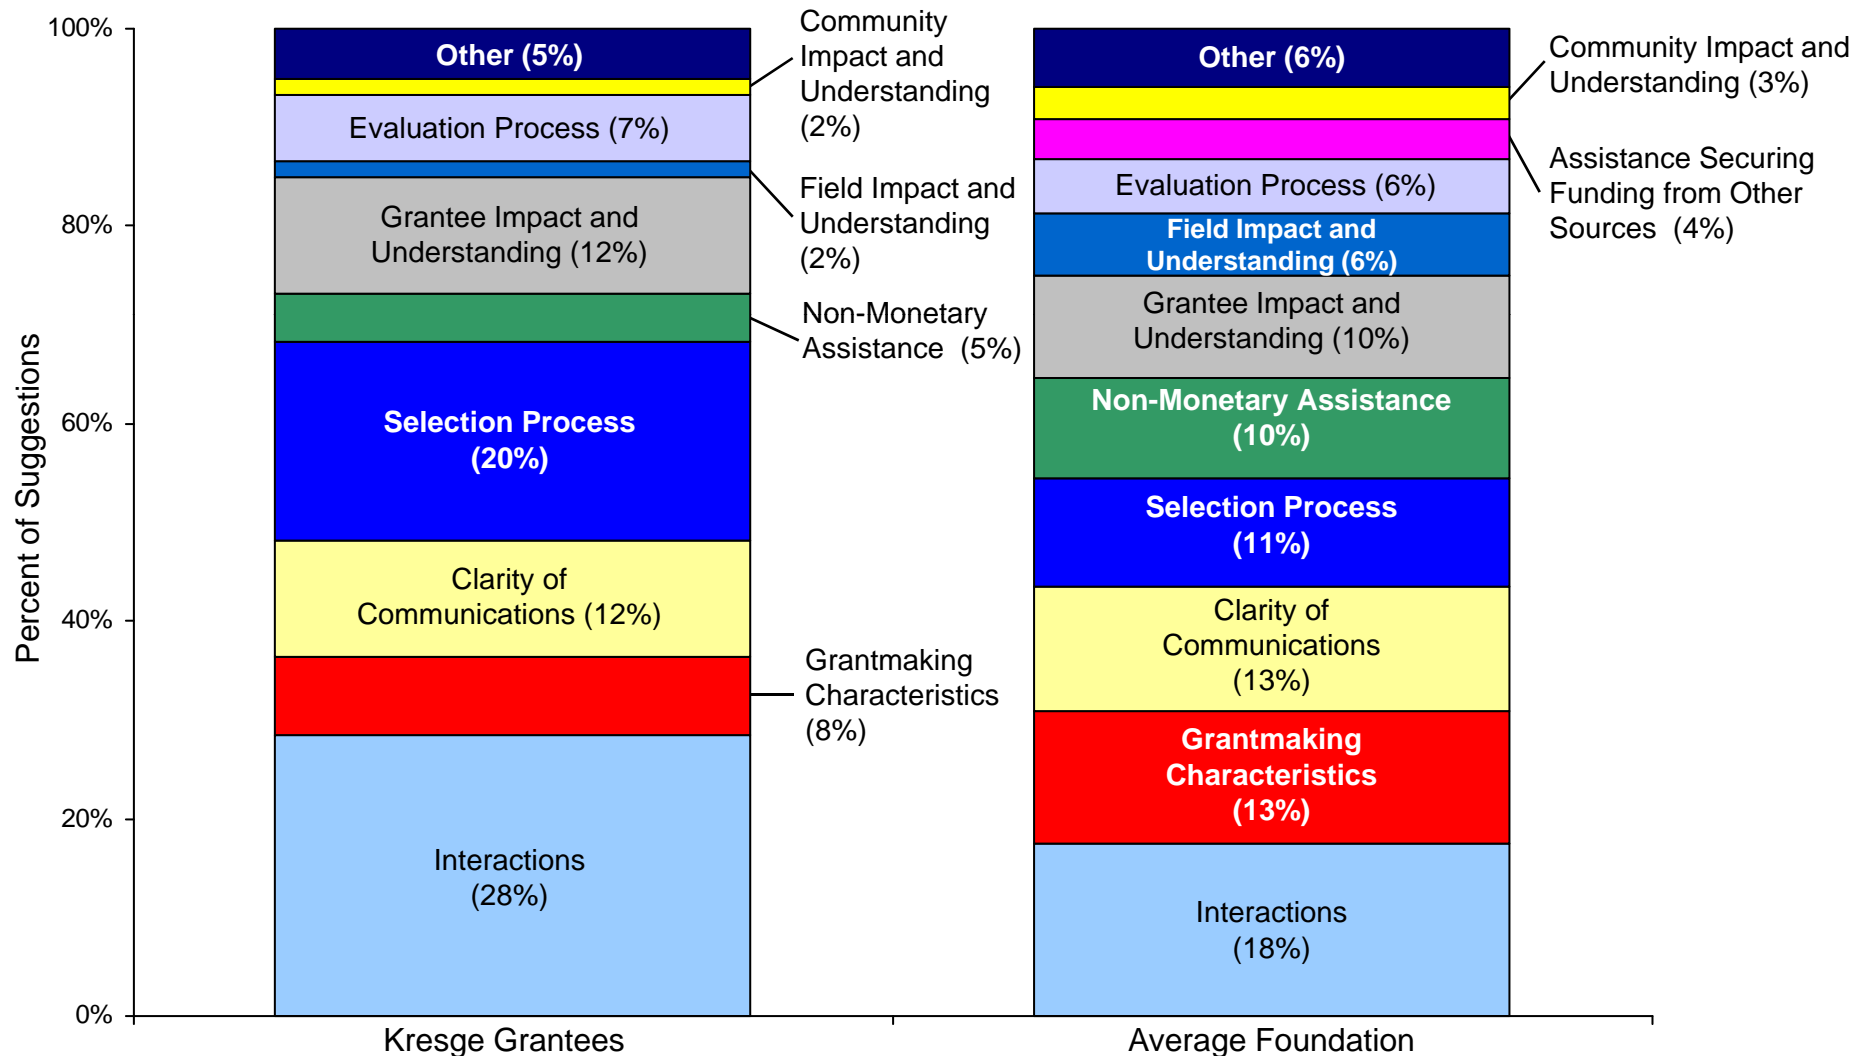 100%
80%
60%
40%
20%
0%
Percent of Suggestions
Other (5%)
Evaluation Process (7%)
Grantee Impact and
Understanding (12%)
Selection Process
(20%)
Clarity of
Communications (12%)
Interactions
(28%)
Community
Impact and
Understanding
(2%)
Field Impact and
Understanding
(2%)
Non-Monetary
Assistance (5%)
Grantmaking
Characteristics
(8%)
Other (6%)
Evaluation Process (6%)
Field Impact and
Understanding (6%)
Grantee Impact and
Understanding (10%)
Non-Monetary Assistance
(10%)
Selection Process
(11%)
Clarity of
Communications
(13%)
Grantmaking
Characteristics
(13%)
Interactions
(18%)
Community Impact and
Understanding (3%)
Assistance Securing
Funding from Other
Sources (4%)
Kresge Grantees
Average Foundation